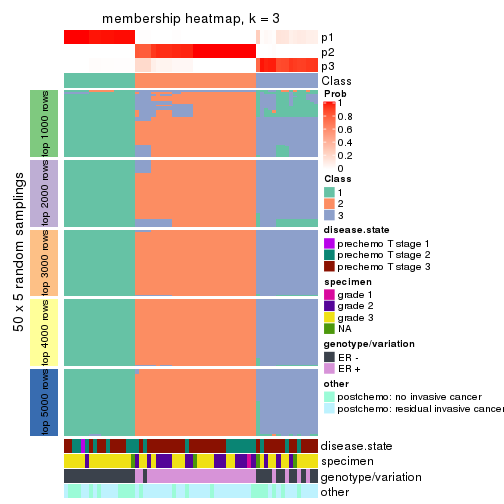 membership heatmap, k = 3
p1
p2
p3
Class
50 x 5 random samplings
top 1000 rows
top 2000 rows
top 3000 rows
top 4000 rows
top 5000 rows
Prob
1
0.8
0.6
0.4
0.2
0
Class
1
2
3
disease.state
prechemo T stage 1
prechemo T stage 2
prechemo T stage 3
specimen
grade 1
grade 2
grade 3
NA
genotype/variation
ER -
ER +
other
postchemo: no invasive cancer
postchemo: residual invasive cancer
disease.state
specimen
genotype/variation
other